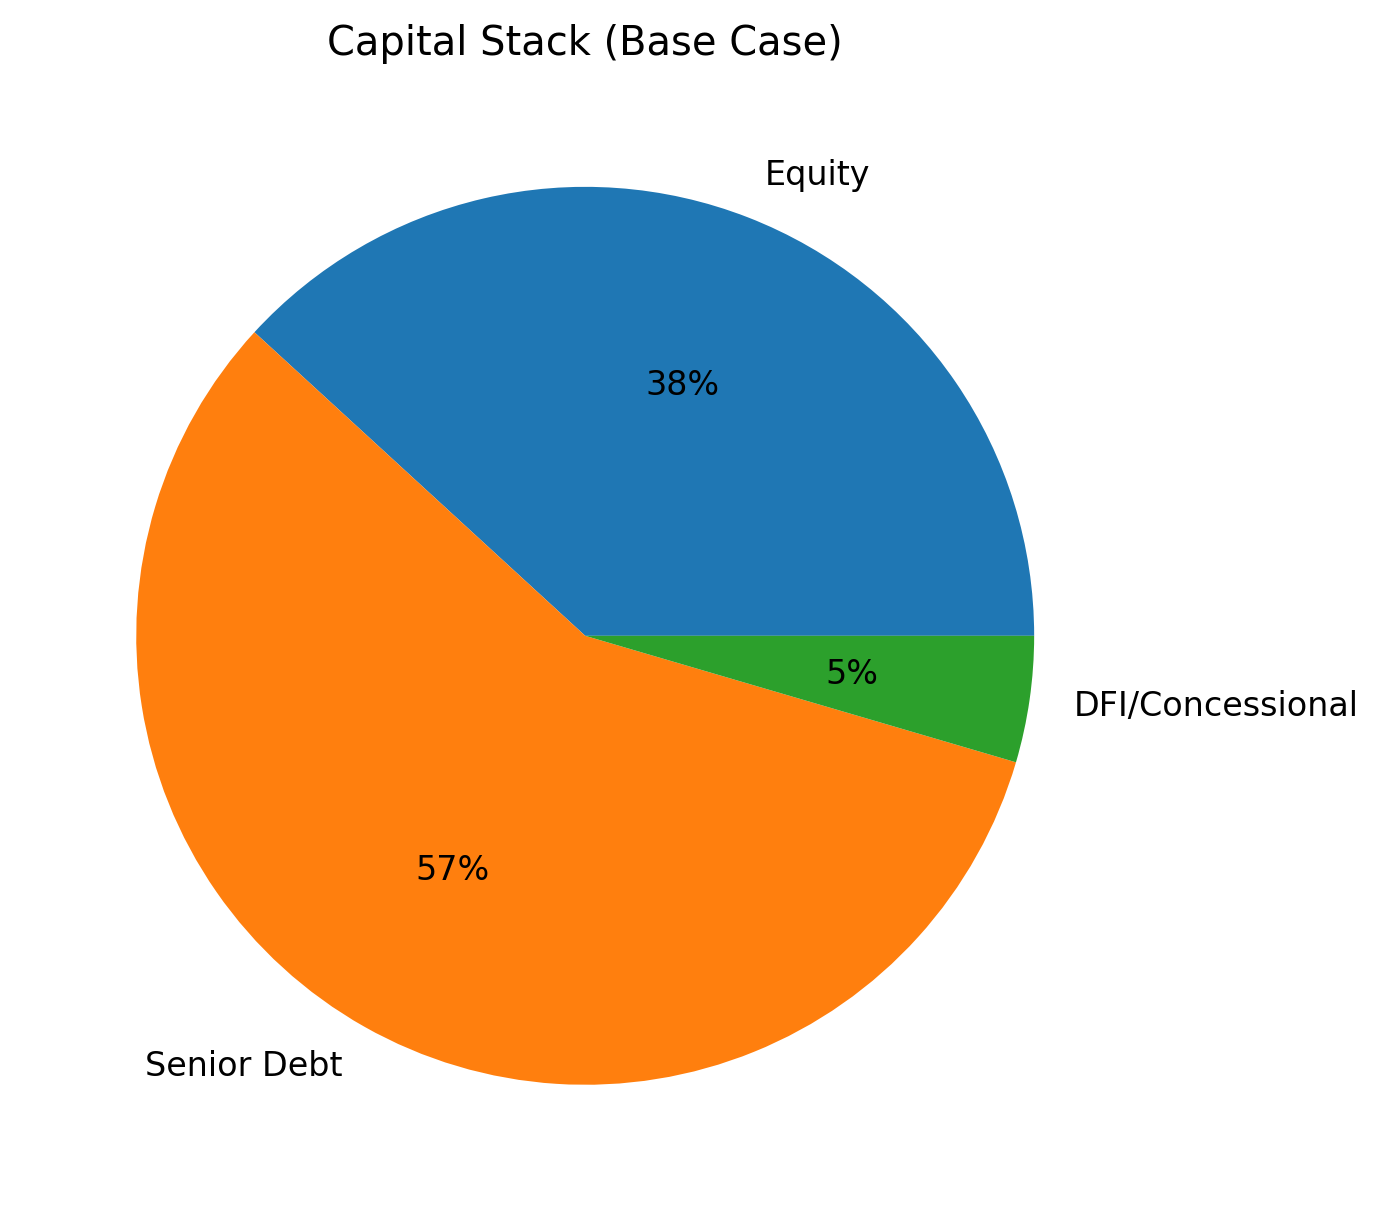 Capital Stack (Base Case)
Equity
38%
5%
DFI/Concessional
57%
Senior Debt